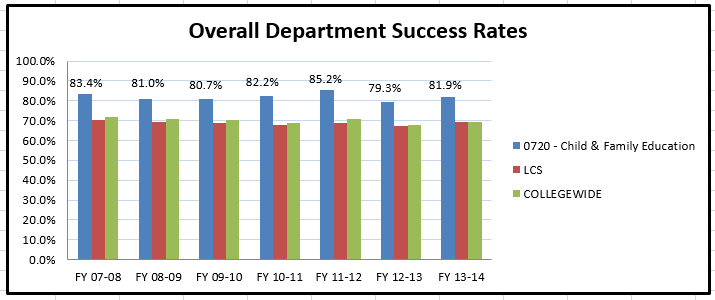 Overall Department Success Rates
100.0%
90.0%
80.0%
70.0%
60.0%
50.0%
40.0%
30.0%
20.0%
10.0%
0.0%
83.4% 81.0% 80.7% 82.2% 85.2% 79.3% 81.9%
FY 07-08 FY 08-09 FY 09-10 FY 10-11 FY 11-12 FY 12-13 FY 13-14
0720 - Child & Family Education
LCS
COLLEGEWIDE